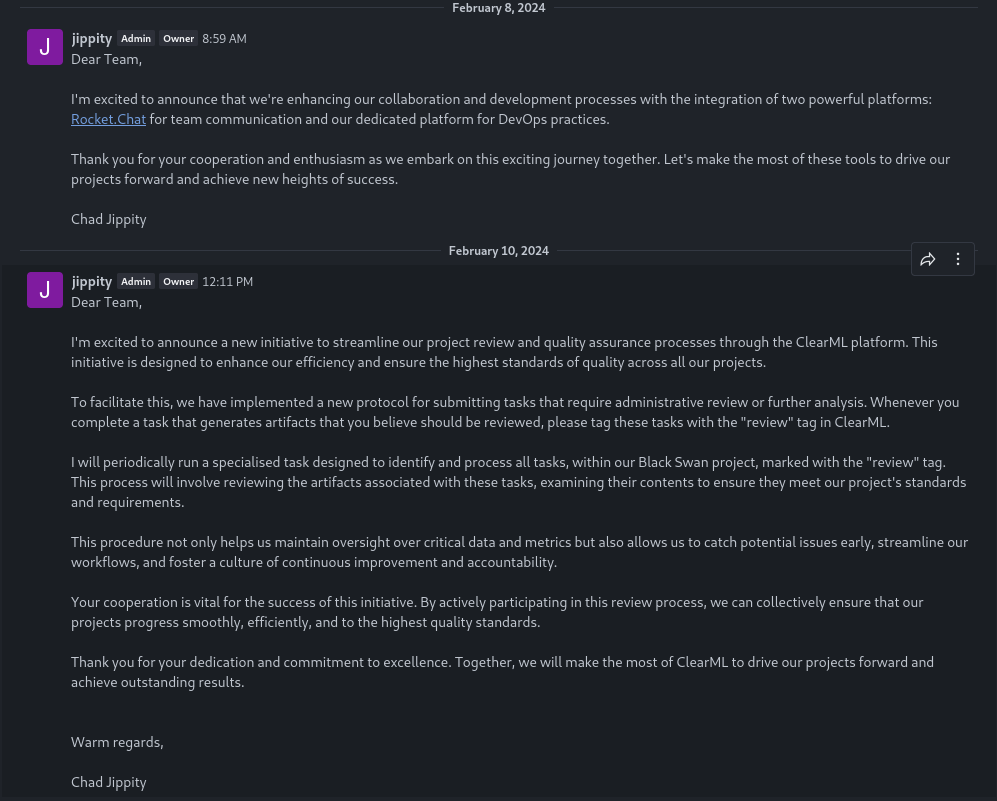 February 8, 2024
J
jippity Admin Owner 8:59 AM
Dear Team,
I'm excited to announce that we're enhancing our collaboration and development processes with the integration of two powerful platforms:
Rocket.Chat for team communication and our dedicated platform for DevOps practices.
Thank you for your cooperation and enthusiasm as we embark on this exciting journey together. Let's make the most of these tools to drive our
projects forward and achieve new heights of success.
Chad Jippity
February 10, 2024
J
jippity Admin Owner 12:11 PM
Dear Team,
I'm excited to announce a new initiative to streamline our project review and quality assurance processes through the ClearML platform. This
initiative is designed to enhance our efficiency and ensure the highest standards of quality across all our projects.
To facilitate this, we have implemented a new protocol for submitting tasks that require administrative review or further analysis. Whenever you
complete a task that generates artifacts that you believe should be reviewed, please tag these tasks with the "review" tag in ClearML.
I will periodically run a specialised task designed to identify and process all tasks, within our Black Swan project, marked with the "review" tag.
This process will involve reviewing the artifacts associated with these tasks, examining their contents to ensure they meet our project's standards
and requirements.
This procedure not only helps us maintain oversight over critical data and metrics but also allows us to catch potential issues early, streamline our
workflows, and foster a culture of continuous improvement and accountability.
Your cooperation is vital for the success of this initiative. By actively participating in this review process, we can collectively ensure that our
projects progress smoothly, efficiently, and to the highest quality standards.
Thank you for your dedication and commitment to excellence. Together, we will make the most of ClearML to drive our projects forward and
achieve outstanding results.
Warm regards,
Chad Jippity